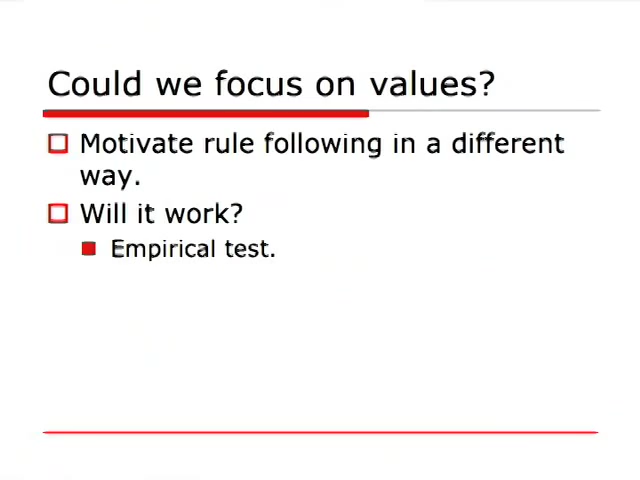 Could we focus on values?
Motivate rule following in a different
way.
Will it work?
Empirical test.